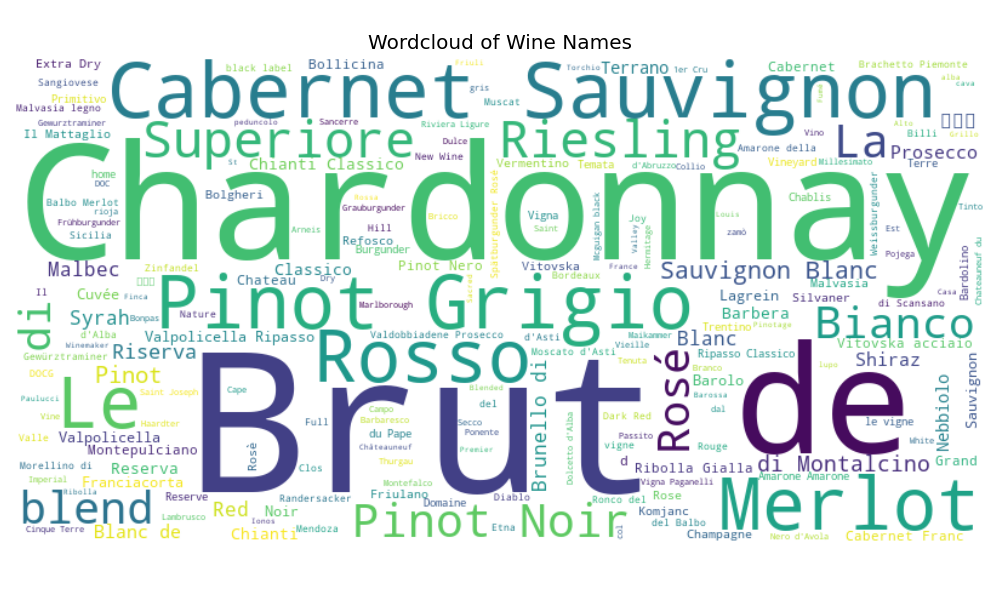 Wordcloud of Wine Names
Extra Dry
black label
Bollicina
Friuli
Torchio
Terrano
1er Cru
Cabernet
Brachetto Piemonte
Sangiovese
Cabernet Sauvignon
gris
Muscat
Fumé
alba
cava
Primitivo
Malvasia legno
Gewurztraminer
peduncolo
Sancerre
Riviera Ligure
Alto
Il Mattaglio
Superiore
Dulce
Riesling
Vino
La
Billi
Grillo
Amarone della
Prosecco
New Wine
St
Chianti Classico
Vermentino
Temata
d'Abruzzo
Collio
Vineyard
Millesimato
Terre
home
DOC
Chardonnay
Bolgheri
Rossa
Spätburgunder Rosé
Mcguigan black
Chablis
Weissburgunder
Balbo Merlot
rioja
Grauburgunder
Bricco
Vigna
Saint
Joy
Louis
Tinto
Frühburgunder
Sicilia
Arneis
Hill
Refosco
Burgunder
Valley
Hermitage
zamò
Est
Pojega
Chateauneuf du
Bardolino
Malbec
Zinfandel
Classico
Pinot Nero
Vitovska
France
Bordeaux
Sauvignon Blanc
Malvasia
Chateau
Dry
Sacred
Il
Cuvée
Finca
Pinot Grigio
Marlborough
Lagrein
Silvaner
Casa
di Scansano
di
Syrah
Bonpas
Nature
Barbera
Bianco
d'Alba
Valpolicella Ripasso
Valdobbiadene Prosecco
d'Asti
Maikammer
Trentino
Pinotage
Blanc
Winemaker
Vieille
Vitovska acciaio
Gewürztraminer
Riserva
Rosso
Moscato d'Asti
Ripasso Classico
Shiraz
DOCG
Pinot
Tenuta
Branco
lupo
Paulucci
Le
Saint Joseph
Cape
Brut
Blended
Brunello di
Rosé
Barolo
Barossa
de
Nebbiolo
Sauvignon
Vine
Haardter
Full
Campo
Barbaresco
del
Secco
Ponente
Dolcetto d'Alba
Dark Red
dal
le vigne
Valle
Valpolicella
du Pape
Passito
White
Montepulciano
Rosè
Châteauneuf
Premier
vigne
Rouge
Morellino di
Reserva
Clos
Thurgau
d
Ribolla Gialla
di Montalcino
Grand
Imperial
Franciacorta
Montefalco
Ronco del
Vigna Paganelli
Amarone Amarone
Ribolla
Reserve
Randersacker
Friulano
Diablo
Rose
Merlot
blend
Red
Noir
Domaine
Pinot Noir
Komjanc
Lambrusco
Ionos
Mendoza
Etna
col
del Balbo
Cinque Terre
Blanc de
Chianti
Champagne
Nero d'Avola
Cabernet Franc